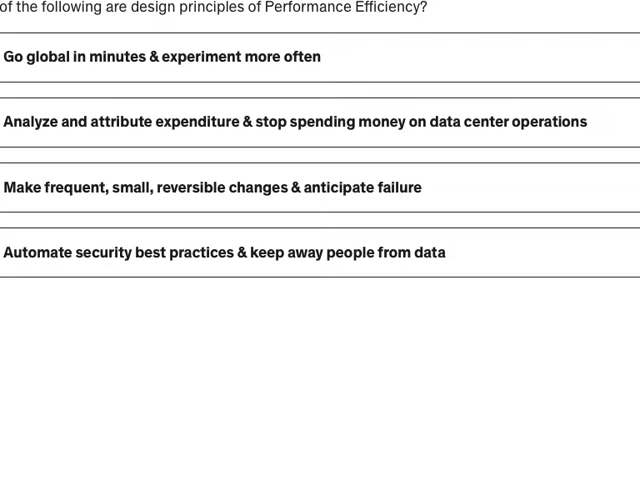 of the following are design principles of Performance Efficiency?
Go global in minutes & experiment more often
Analyze and attribute expenditure & stop spending money on data center operations
Make frequent, small, reversible changes & anticipate failure
Automate security best practices & keep away people from data